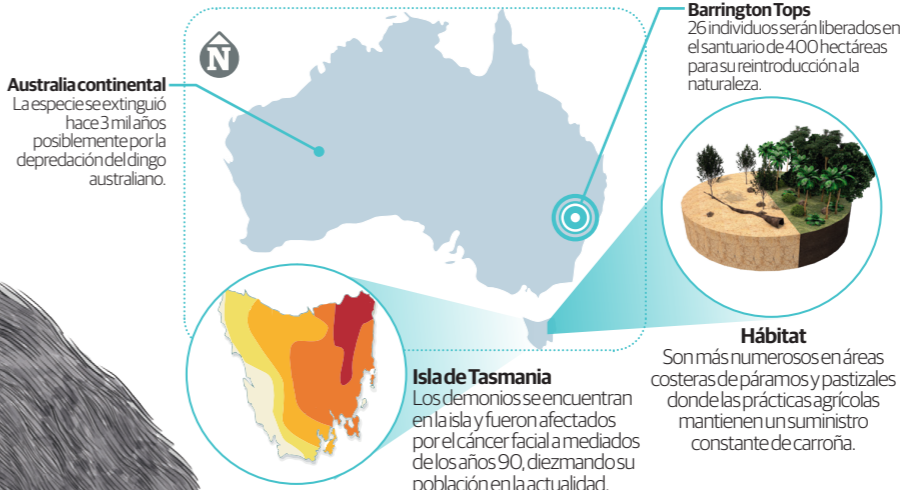 N
Australia continental
La especie se extinguió
hace 3 mil años
posiblemente por la
depredación del dingo
australiano.
Barrington Tops
26 individuos serán liberados en
el santuario de 400 hectáreas
para su reintroducción a la
naturaleza.
Isla de Tasmania
Los demonios se encuentran
en la isla y fueron afectados
por el cáncer facial a mediados
de los años 90, diezmando su
población en la actualidad.
Hábitat
Son más numerosos en áreas
costeras de páramos y pastizales
donde las prácticas agrícolas
mantienen un suministro
constante de carroña.